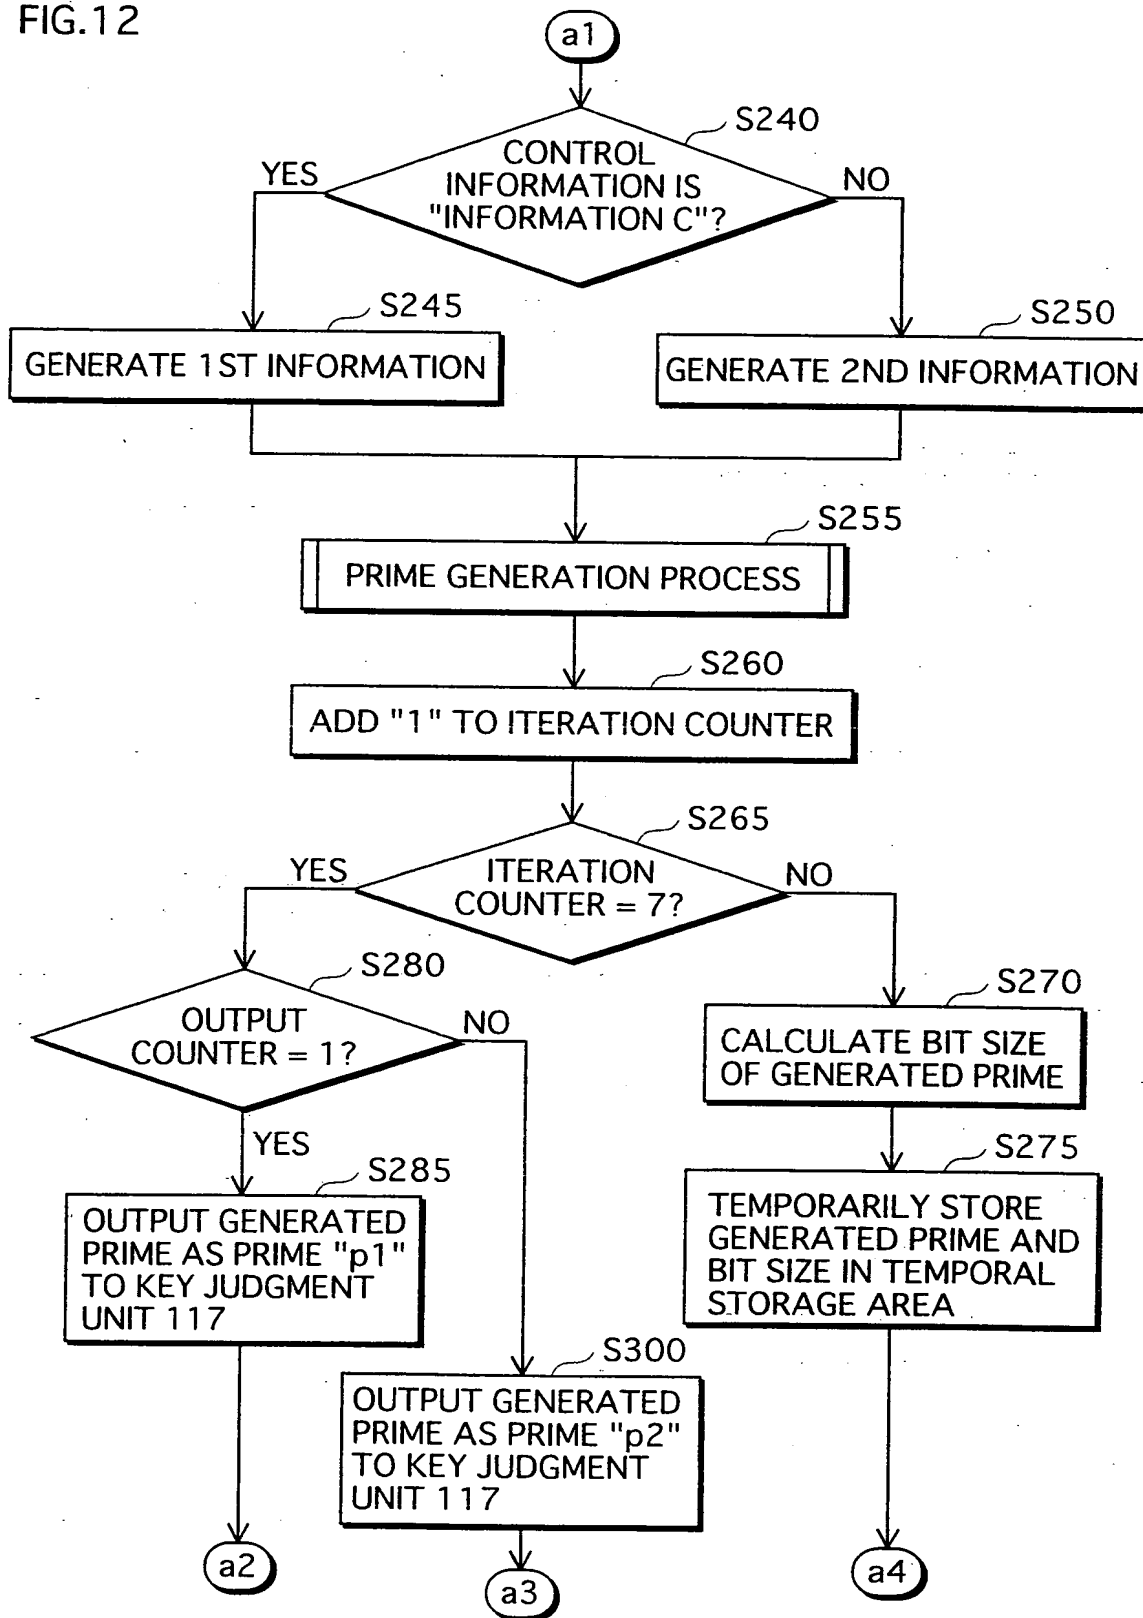 FIG.12
a1
S240
CONTROL
INFORMATION IS
"INFORMATION C"?
YES
NO
S245
GENERATE 1ST INFORMATION
S250
GENERATE 2ND INFORMATION
S255
PRIME GENERATION PROCESS
S260
ADD "1" TO ITERATION COUNTER
S265
ITERATION
COUNTER = 7?
YES
NO
S280
OUTPUT
COUNTER = 1?
NO
YES
S270
CALCULATE BIT SIZE
OF GENERATED PRIME
S275
TEMPORARILY STORE
GENERATED PRIME AND
BIT SIZE IN TEMPORAL
STORAGE AREA
S285
OUTPUT GENERATED
PRIME AS PRIME "p1"
TO KEY JUDGMENT
UNIT 117
S300
OUTPUT GENERATED
PRIME AS PRIME "p2"
TO KEY JUDGMENT
UNIT 117
a2
a3
a4